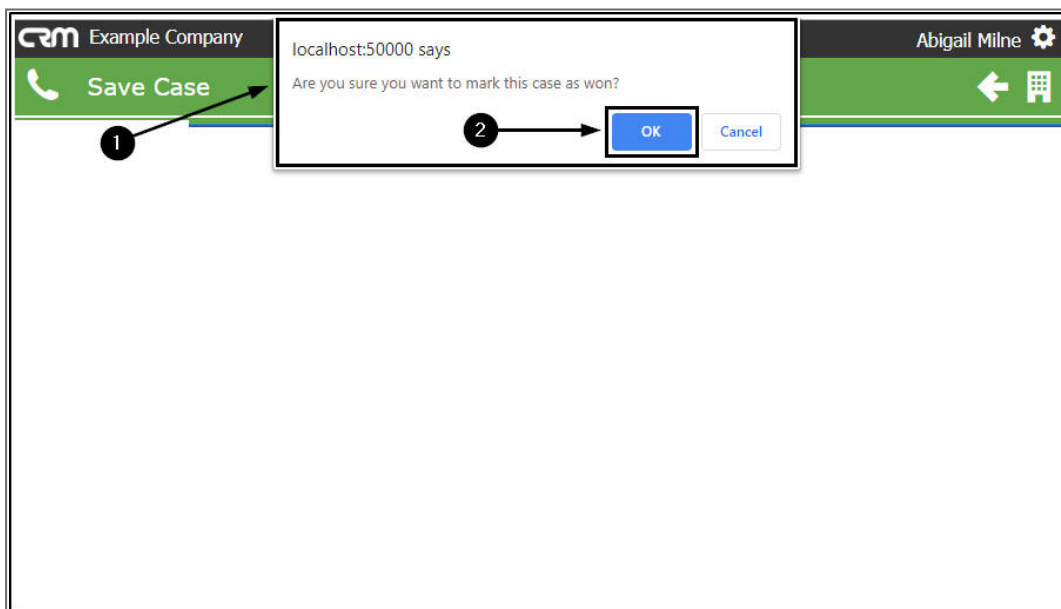 CRM Example Company
Abigail Milne
Save Case
localhost:50000 says
Are you sure you want to mark this case as won?
OK
Cancel
1
2